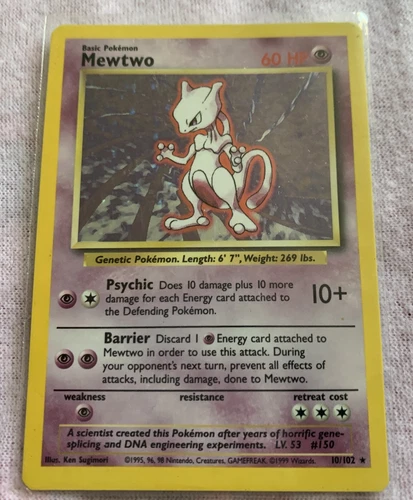 Basic Pokémon
Mewtwo 60 HP
Genetic Pokémon. Length: 6' 7", Weight: 269 lbs.
Psychic Does 10 damage plus 10 more
damage for each Energy card attached to
the Defending Pokémon.
10+
Barrier Discard 1 Energy card attached to
Mewtwo in order to use this attack. During
your opponent's next turn, prevent all effects of
attacks, including damage, done to Mewtwo.
weakness resistance retreat cost
A scientist created this Pokémon after years of horrific gene-
splicing and DNA engineering experiments. LV. 53 #150
Illus. Ken Sugimori ©1995, 96, 98 Nintendo, Creatures, GAMEFREAK. ©1999 Wizards. 10/102 ★